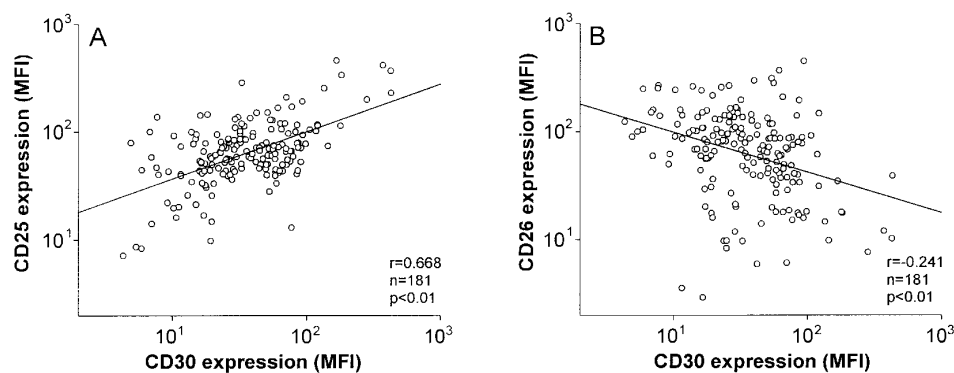 A
10³
10²
10¹
CD25 expression (MFI)
r=0.668
n=181
p<0.01
10¹ 10² 10³
CD30 expression (MFI)
B
10³
10²
10¹
CD26 expression (MFI)
r=-0.241
n=181
p<0.01
10¹ 10² 10³
CD30 expression (MFI)